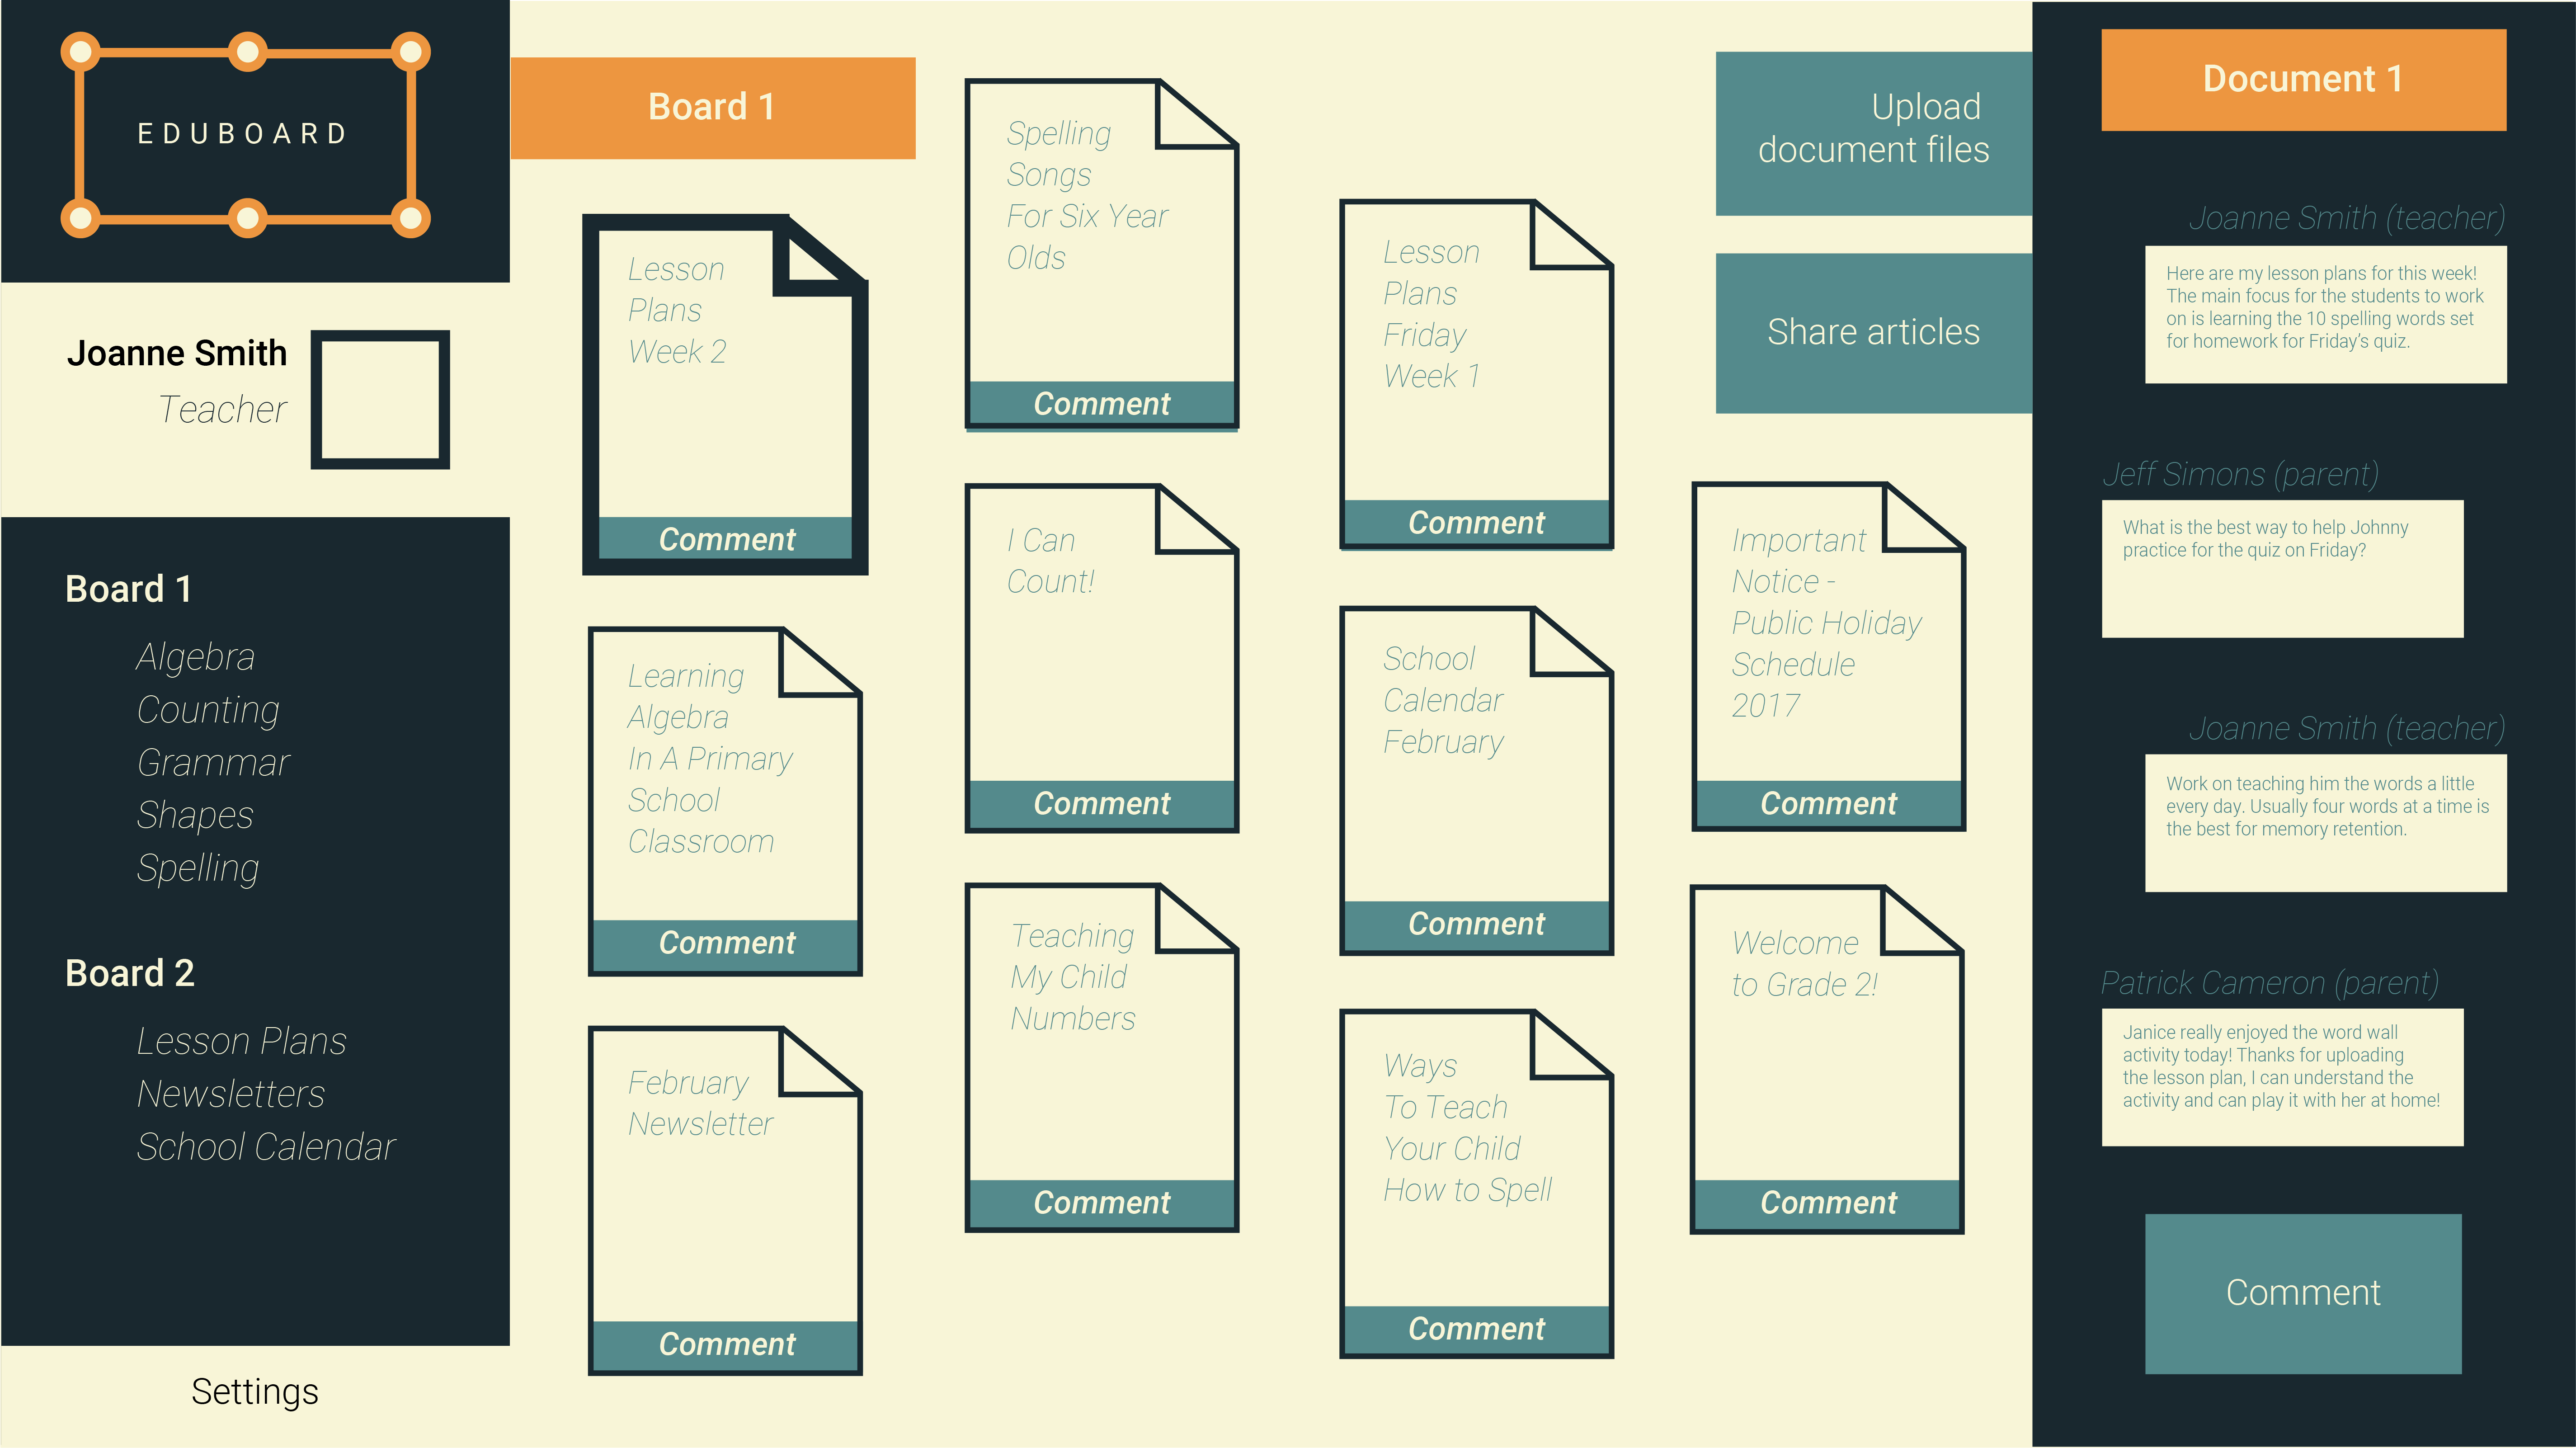 EDUBOARD
Joanne Smith
Teacher
Board 1
Algebra
Counting
Grammar
Shapes
Spelling
Board 2
Lesson Plans
Newsletters
School Calendar
Settings
Board 1
Lesson
Plans
Week 2
Comment
Learning
Algebra
In A Primary
School
Classroom
Comment
February
Newsletter
Comment
Spelling
Songs
For Six Year
Olds
Comment
I Can
Count!
Comment
Teaching
My Child
Numbers
Comment
Lesson
Plans
Friday
Week 1
Comment
School
Calendar
February
Comment
Ways
To Teach
Your Child
How to Spell
Comment
Upload
document files
Share articles
Important
Notice -
Public Holiday
Schedule
2017
Comment
Welcome
to Grade 2!
Comment
Document 1
Joanne Smith (teacher)
Here are my lesson plans for this week!
The main focus for the students to work
on is learning the 10 spelling words set
for homework for Friday's quiz.
Jeff Simons (parent)
What is the best way to help Johnny
practice for the quiz on Friday?
Joanne Smith (teacher)
Work on teaching him the words a little
every day. Usually four words at a time is
the best for memory retention.
Patrick Cameron (parent)
Janice really enjoyed the word wall
activity today! Thanks for uploading
the lesson plan, I can understand the
activity and can play it with her at home!
Comment